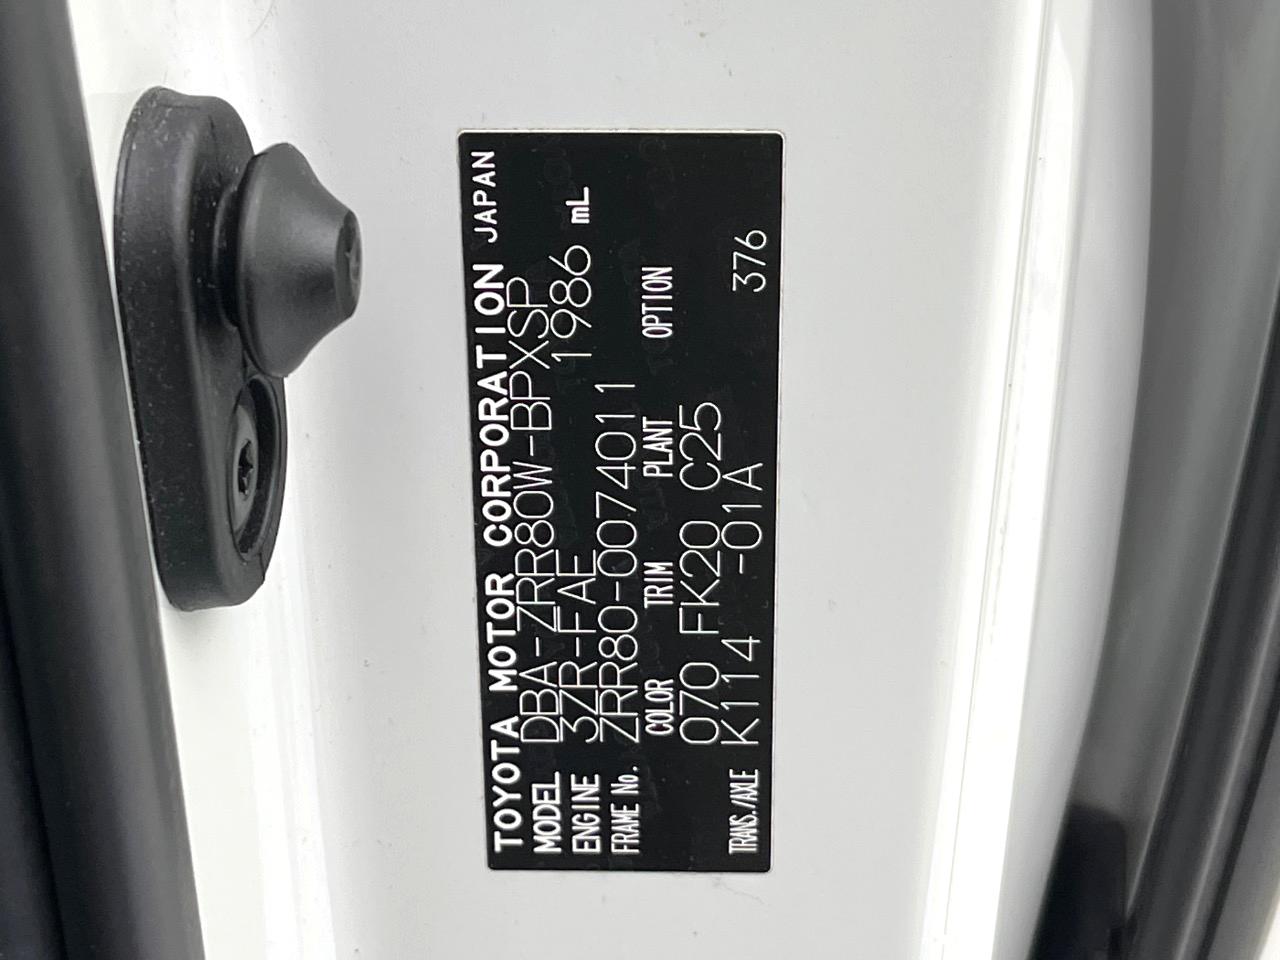 TOYOTA MOTOR CORPORATION JAPAN
MODEL DBA-ZRR80W-BPXSP
ENGINE 3ZR-FAE 1986 mL
FRAME No. ZRR80-0074011
COLOR TRIM PLANT OPTION
070 FK20 C25
TRANS./AXLE K114 -01A 376